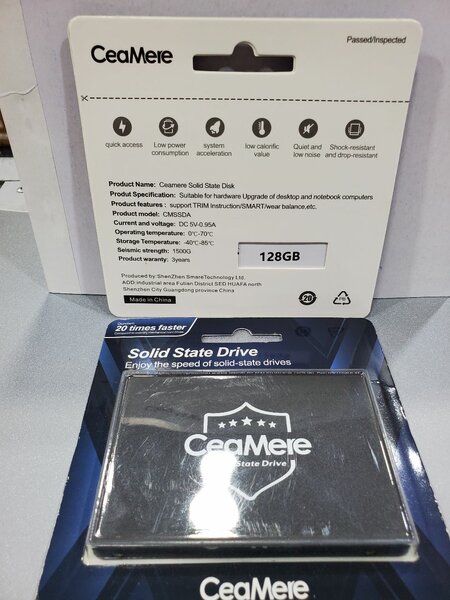 CeaMere
Passed/Inspected
quick access
Low power consumption
system acceleration
low calorific value
Quiet and low noise
Shock-resistant and drop-resistant
Product Name: Ceamere Solid State Disk
Produt Specification: Suitable for hardware Upgrade of desktop and notebook computers
Product features : support TRIM Instruction/SMART/wear balance,etc.
Product model: CMSSDA
Current and voltage: DC 5V-0.95A
Operating temperature: 0°C-70°C
Storage Temperature: -40°C-85°C
Seismic strength: 1500G
Product waranty: 3years
128GB
Produced by:ShenZhen SmareTechnology Ltd.
ADD:industrial area Futian District SEG HUAFA north
Shenzhen City Guangdong province China
Made in China
20
20 times faster
Solid State Drive
Enjoy the speed of solid-state drives
CeaMere
State Drive
CeaMere